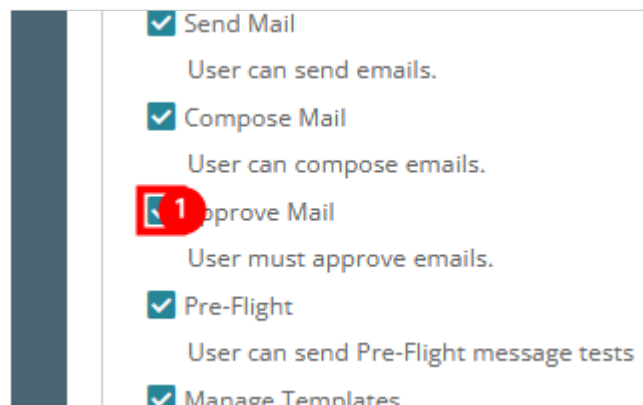 Send Mail
User can send emails.
Compose Mail
User can compose emails.
1 pprove Mail
User must approve emails.
Pre-Flight
User can send Pre-Flight message tests
Manage Templates